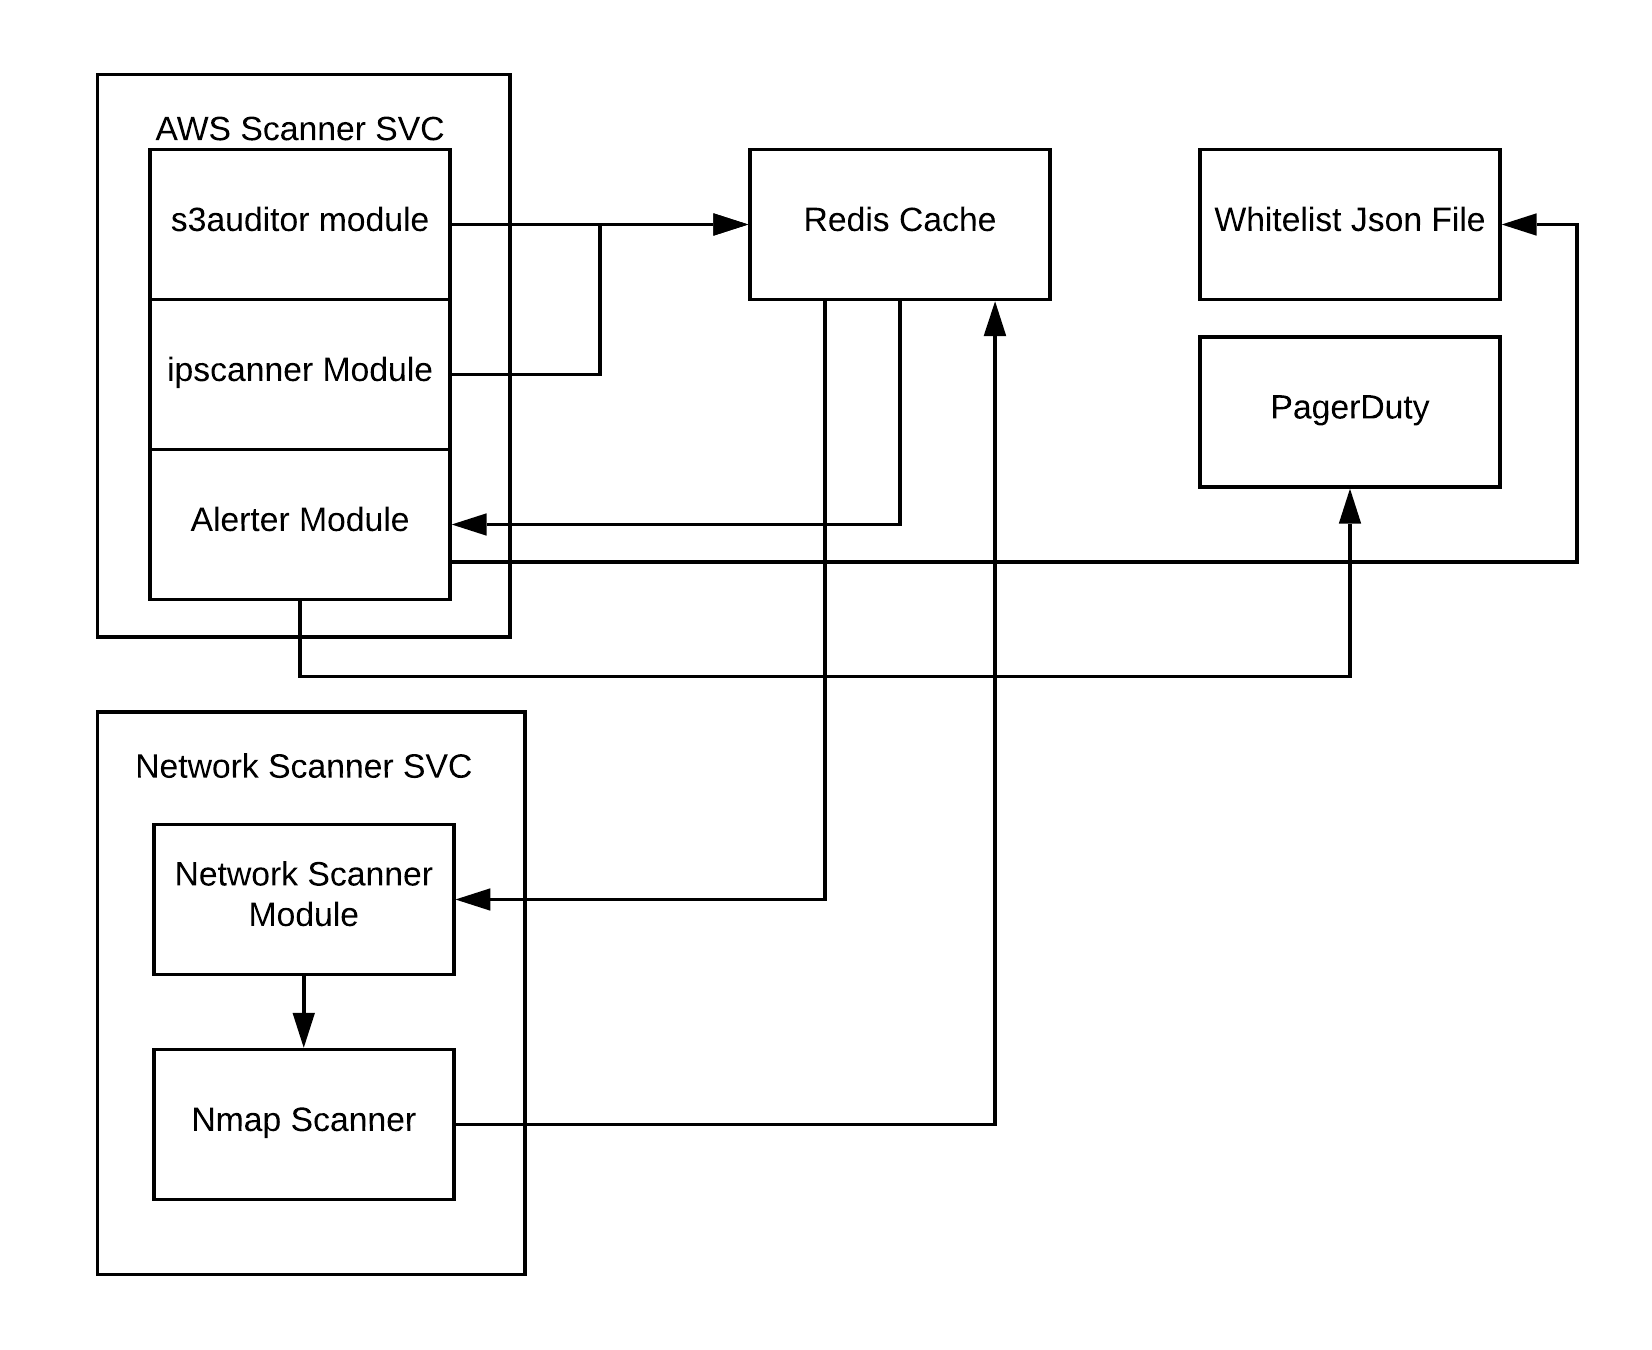 AWS Scanner SVC
s3auditor module
ipscanner Module
Alerter Module
Redis Cache
Whitelist Json File
PagerDuty
Network Scanner SVC
Network Scanner
Module
Nmap Scanner